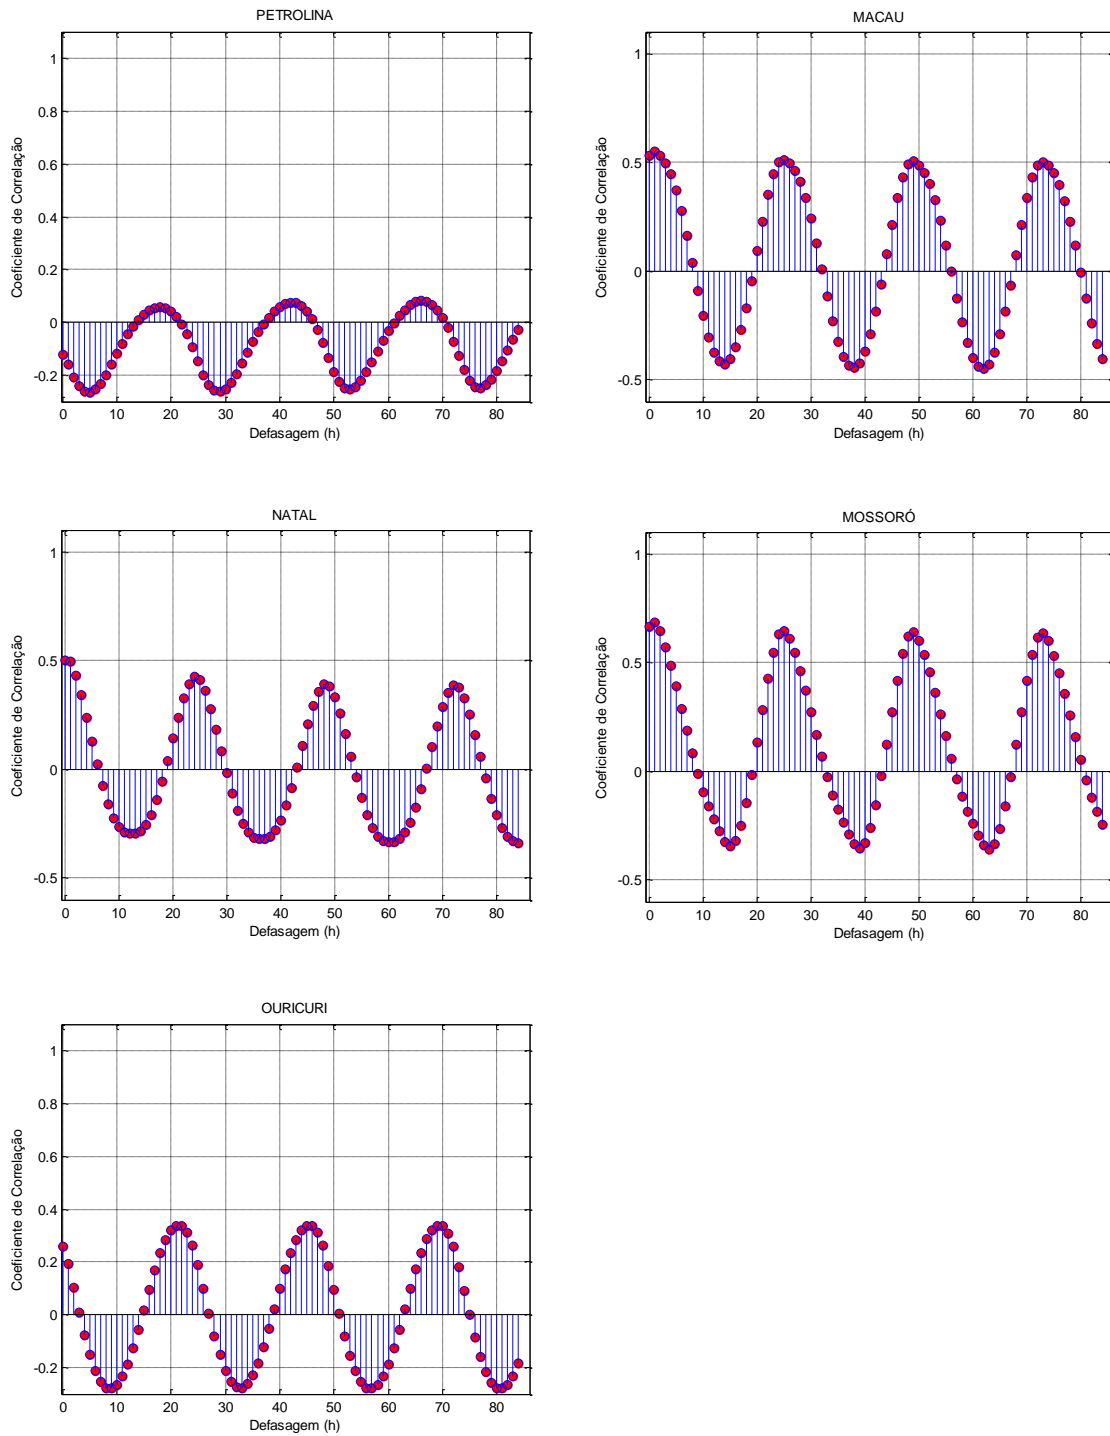 PETROLINA
1
0.8
0.6
0.4
0.2
0
-0.2
0 10 20 30 40 50 60 70 80
Defasagem (h)
Coeficiente de Correlação
MACAU
1
0.5
0
-0.5
0 10 20 30 40 50 60 70 80
Defasagem (h)
Coeficiente de Correlação
NATAL
1
0.5
0
-0.5
0 10 20 30 40 50 60 70 80
Defasagem (h)
Coeficiente de Correlação
MOSSORÓ
1
0.5
0
-0.5
0 10 20 30 40 50 60 70 80
Defasagem (h)
Coeficiente de Correlação
OURICURI
1
0.8
0.6
0.4
0.2
0
-0.2
0 10 20 30 40 50 60 70 80
Defasagem (h)
Coeficiente de Correlação